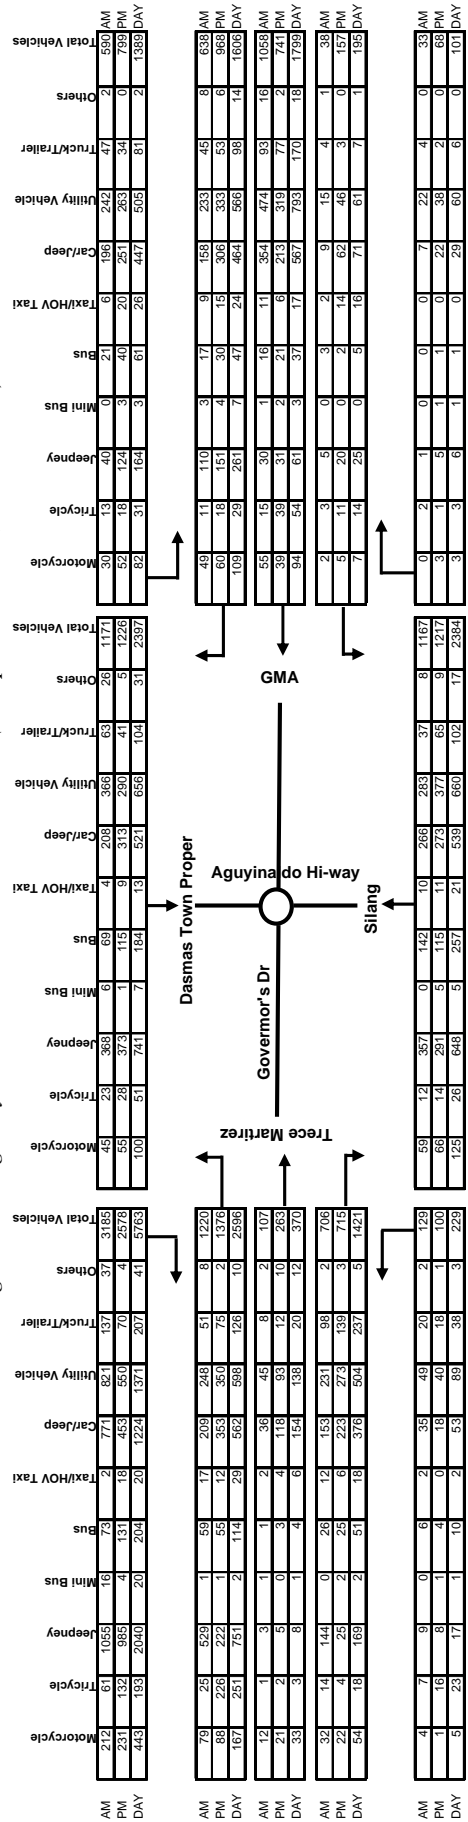 Motorcycle Tricycle Jeepney Mini Bus Bus Taxi/HOV Taxi Car/Jeep Utility Vehicle Truck/Trailer Others Total Vehicles
AM 212 61 1055 16 73 2 771 821 137 37 3185
PM 231 132 985 4 131 18 453 550 70 4 2578
DAY 443 193 2040 20 204 20 1224 1371 207 41 5763
Motorcycle Tricycle Jeepney Mini Bus Bus Taxi/HOV Taxi Car/Jeep Utility Vehicle Truck/Trailer Others Total Vehicles
45 23 368 6 69 4 208 366 63 26 1171
55 28 373 1 115 9 313 290 41 5 1226
100 51 741 7 184 13 521 656 104 31 2397
Motorcycle Tricycle Jeepney Mini Bus Bus Taxi/HOV Taxi Car/Jeep Utility Vehicle Truck/Trailer Others Total Vehicles
30 13 40 0 21 6 196 242 47 2 590 AM
52 18 124 3 40 20 251 263 34 0 799 PM
82 31 164 3 61 26 447 505 81 2 1389 DAY
AM 79 25 529 1 59 17 209 248 51 8 1220
PM 88 226 222 1 55 12 353 350 75 2 1376
DAY 167 251 751 2 114 29 562 598 126 10 2596
AM 12 1 3 1 1 2 36 45 8 2 107
PM 21 2 5 0 3 4 118 93 12 10 263
DAY 33 3 8 1 4 6 154 138 20 12 370
AM 32 14 144 0 26 12 153 231 98 2 706
PM 22 4 25 2 25 6 223 273 139 3 715
DAY 54 18 169 2 51 18 376 504 237 5 1421
Trece Martirez
Governor's Dr
Dasmas Town Proper
Aguyinaldo Hi-way
Silang
GMA
49 11 110 3 17 9 158 233 45 8 638 AM
60 18 151 4 30 15 306 333 53 6 968 PM
109 29 261 7 47 24 464 566 98 14 1606 DAY
55 15 30 1 16 11 354 474 93 16 1058 AM
39 39 31 2 21 6 213 319 77 2 741 PM
94 54 61 3 37 17 567 793 170 18 1799 DAY
2 3 5 0 3 2 9 15 4 1 38 AM
5 11 20 0 2 14 62 46 3 0 157 PM
7 14 25 0 5 16 71 61 7 1 195 DAY
AM 4 7 9 0 6 2 35 49 20 2 129
PM 1 16 8 1 4 0 18 40 18 1 100
DAY 5 23 17 1 10 2 53 89 38 3 229
59 12 357 0 142 10 266 283 37 8 1167
66 14 291 5 115 11 273 377 65 9 1217
125 26 648 5 257 21 539 660 102 17 2384
0 2 1 0 0 0 7 22 4 0 33 AM
3 1 5 1 1 0 22 38 2 0 68 PM
3 3 6 1 1 0 29 60 6 0 101 DAY